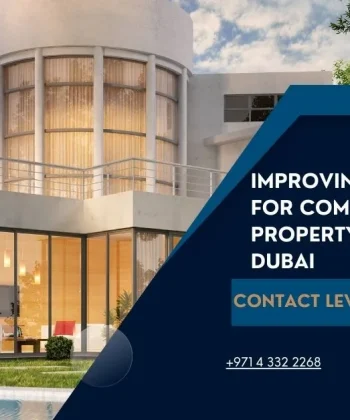 IMPROVIN
FOR COM
PROPERTY
DUBAI
CONTACT LEV
+971 4 332 2268